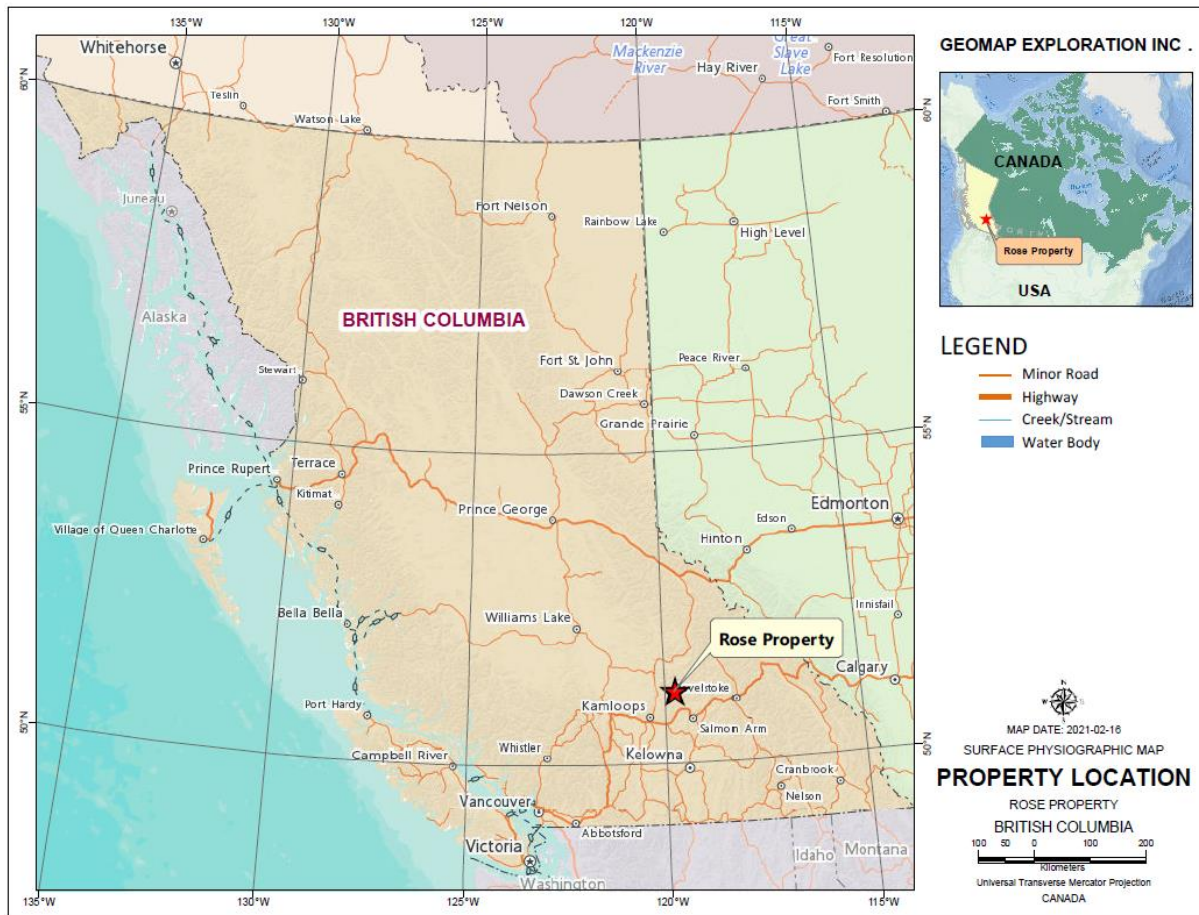 135°W
130°W
125°W
120°W
115°W
Whitehorse
Mackenzie
River
Great
Slave
Lake
Fort Resolution
Hay River
60°N
Teslin
Watson Lake
Fort Smith
60°N
Juneau
Fort Nelson
Rainbow Lake
High Level
Alaska
BRITISH COLUMBIA
Stewart
Fort St. John
Peace River
Dawson Creek
Grande Prairie
55°N
55°N
Prince Rupert
Terrace
Kitimat
Edmonton
Village of Queen Charlotte
Prince George
Edson
Hinton
Innisfail
Bella Bella
Williams Lake
Rose Property
Calgary
velstoke
Port Hardy
Kamloops
Salmon Arm
50°N
50°N
Campbell River
Whistler
Kelowna
Cranbrook
Nelson
Vancouver
Abbotsford
Victoria
Washington
Idaho
Montana
135°W
130°W
125°W
120°W
115°W
GEOMAP EXPLORATION INC .
CANADA
Rose Property
USA
LEGEND
Minor Road
Highway
Creek/Stream
Water Body
N
W
E
S
MAP DATE: 2021-02-16
SURFACE PHYSIOGRAPHIC MAP
PROPERTY LOCATION
ROSE PROPERTY
BRITISH COLUMBIA
100 50 0 100 200
Kilometers
Universal Transverse Mercator Projection
CANADA